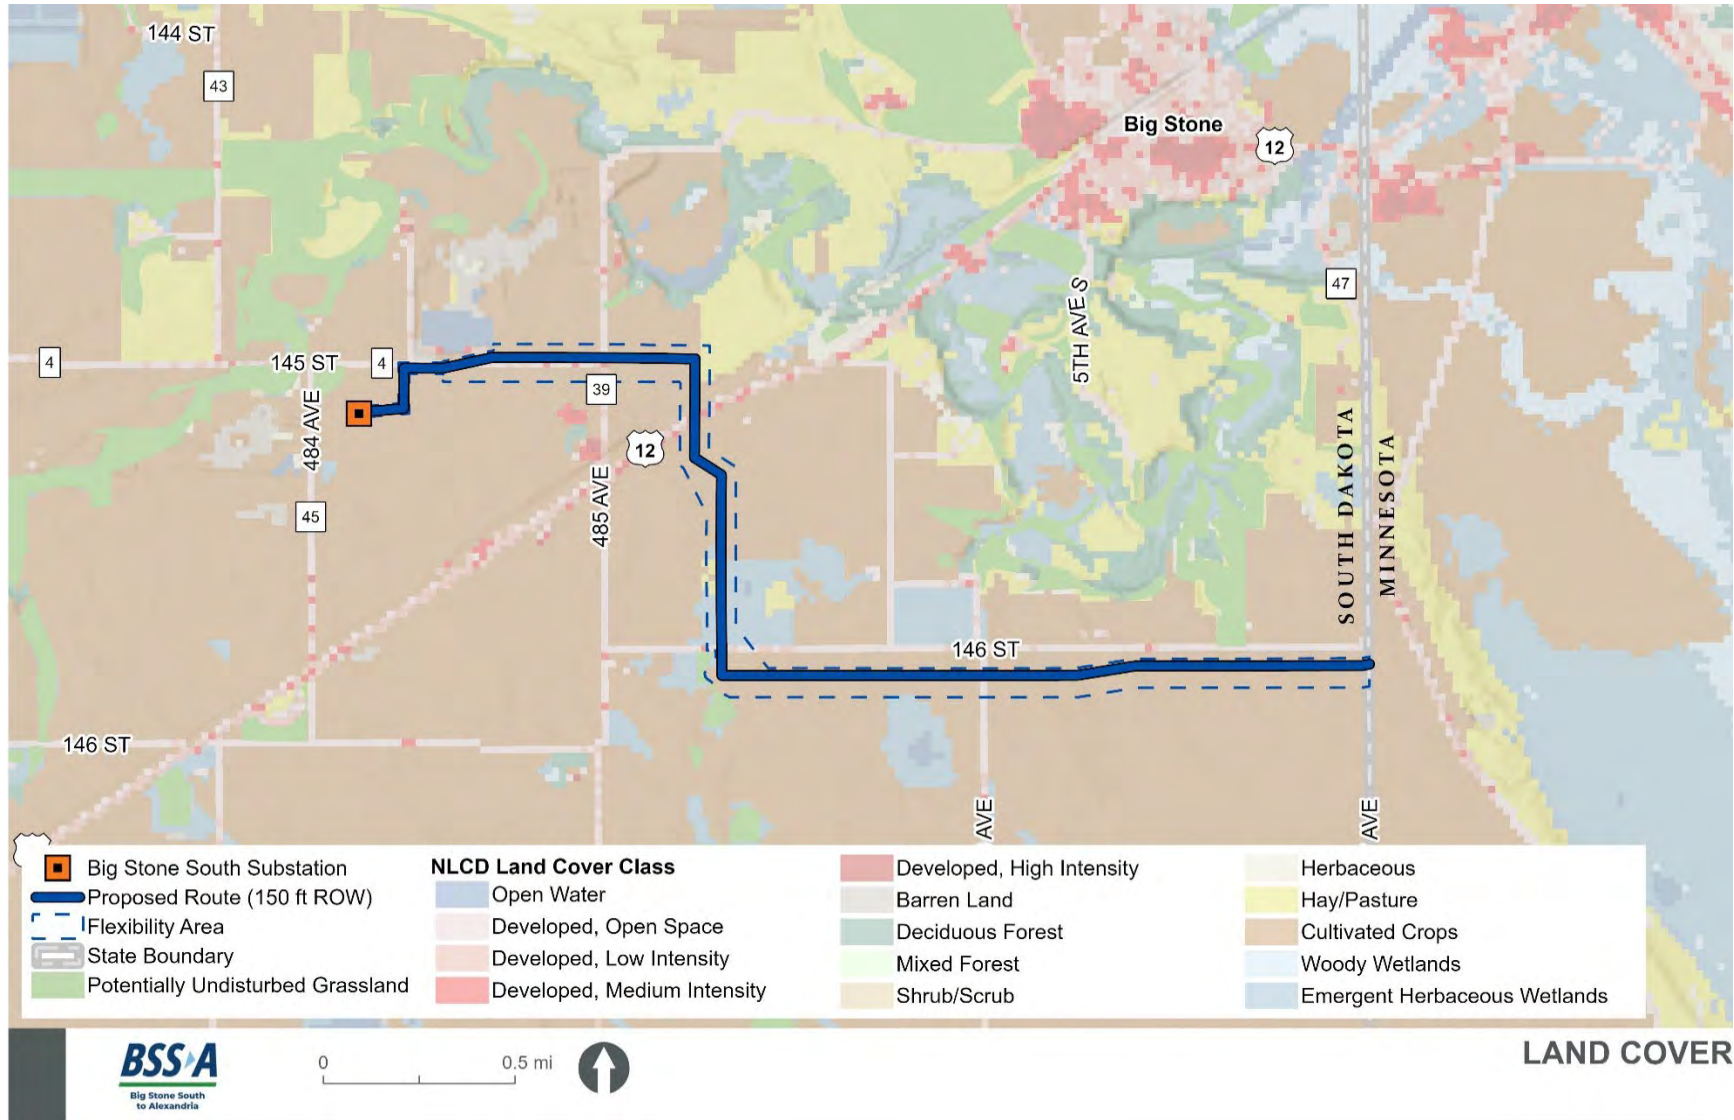 144 ST
43
Big Stone
12
47
4
145 ST
4
5TH AVE S
39
484 AVE
12
485 AVE
45
SOUTH DAKOTA
MINNESOTA
146 ST
146 ST
AVE
AVE
Big Stone South Substation
Proposed Route (150 ft ROW)
Flexibility Area
State Boundary
Potentially Undisturbed Grassland
NLCD Land Cover Class
Open Water
Developed, Open Space
Developed, Low Intensity
Developed, Medium Intensity
Developed, High Intensity
Barren Land
Deciduous Forest
Mixed Forest
Shrub/Scrub
Herbaceous
Hay/Pasture
Cultivated Crops
Woody Wetlands
Emergent Herbaceous Wetlands
BSS A
Big Stone South
to Alexandria
0 0.5 mi
LAND COVER